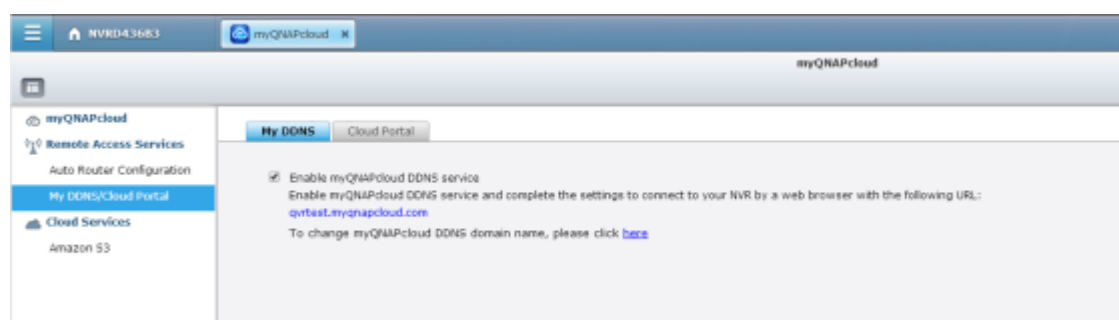 NVRD43683
myQNAPcloud
myQNAPcloud
myQNAPcloud
Remote Access Services
Auto Router Configuration
My DDNS/Cloud Portal
Cloud Services
Amazon S3
My DDNS
Cloud Portal
Enable myQNAPcloud DDNS service
Enable myQNAPcloud DDNS service and complete the settings to connect to your NVR by a web browser with the following URL:
qvrtest.myqnapcloud.com
To change myQNAPcloud DDNS domain name, please click here